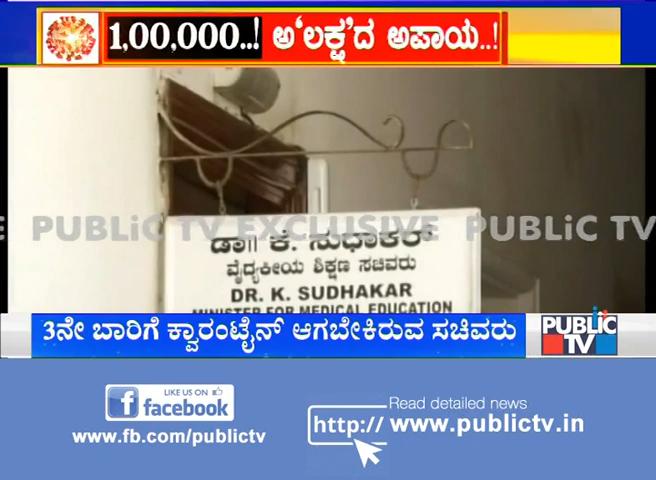 1,00,000..! ಅ‘ಲಕ್ಷ’ದ ಅಪಾಯ..!
PUBLiC TV EXCLUSIVE PUBLiC TV
ಡಾ॥ ಕೆ. ಸುಧಾಕರ್
ವೈದ್ಯಕೀಯ ಶಿಕ್ಷಣ ಸಚಿವರು
DR. K. SUDHAKAR
MINISTER FOR MEDICAL EDUCATION
3ನೇ ಬಾರಿಗೆ ಕ್ವಾರಂಟೈನ್ ಆಗಬೇಕಿರುವ ಸಚಿವರು
PUBLiC
TV
LIKE US ON
facebook
www.fb.com/publictv
Read detailed news
http:// www.publictv.in